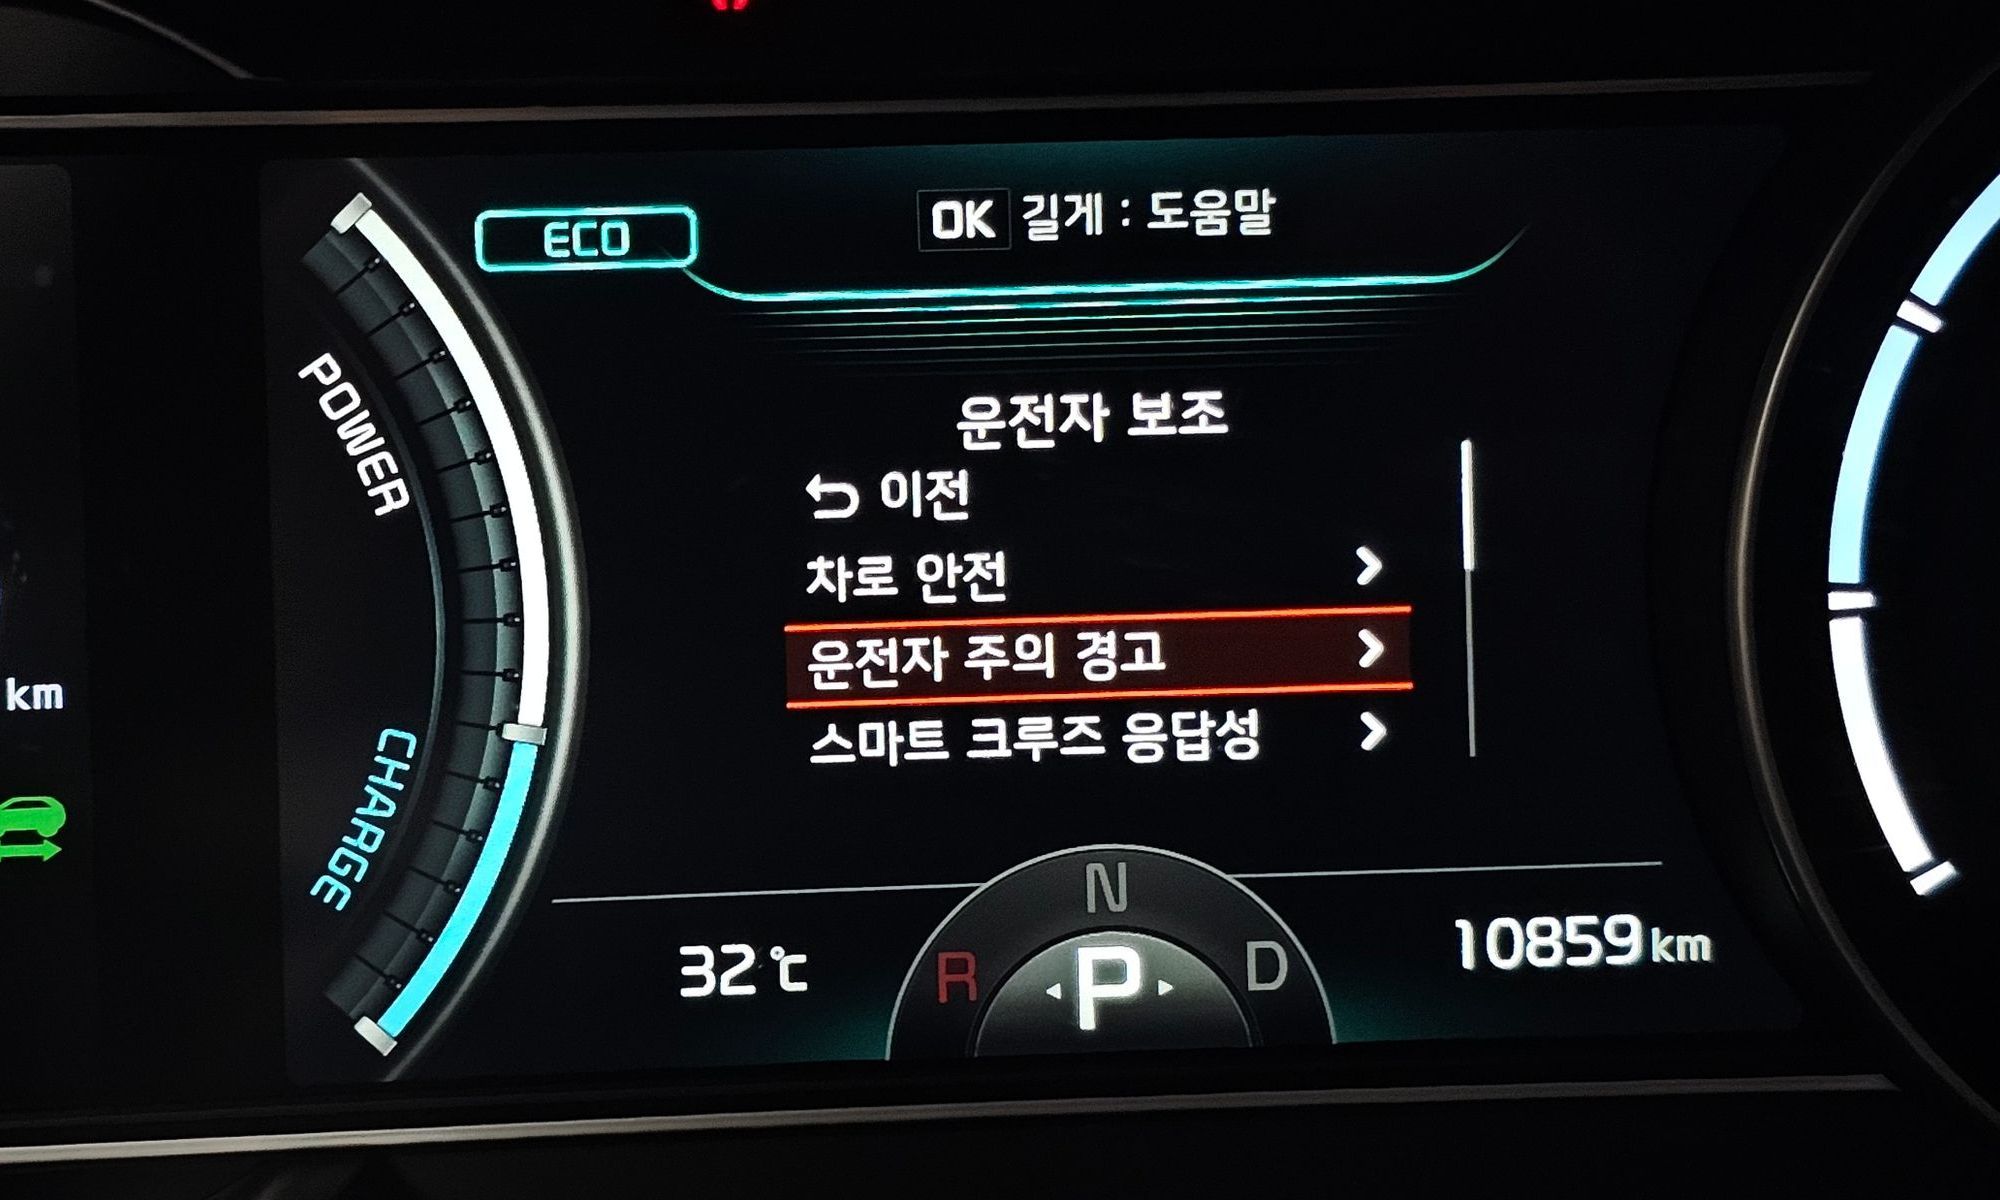 ECO
OK 길게 : 도움말
POWER
운전자 보조
이전
차로 안전
운전자 주의 경고
스마트 크루즈 응답성
km
CHARGE
N
32 ℃
R P D
10859 km